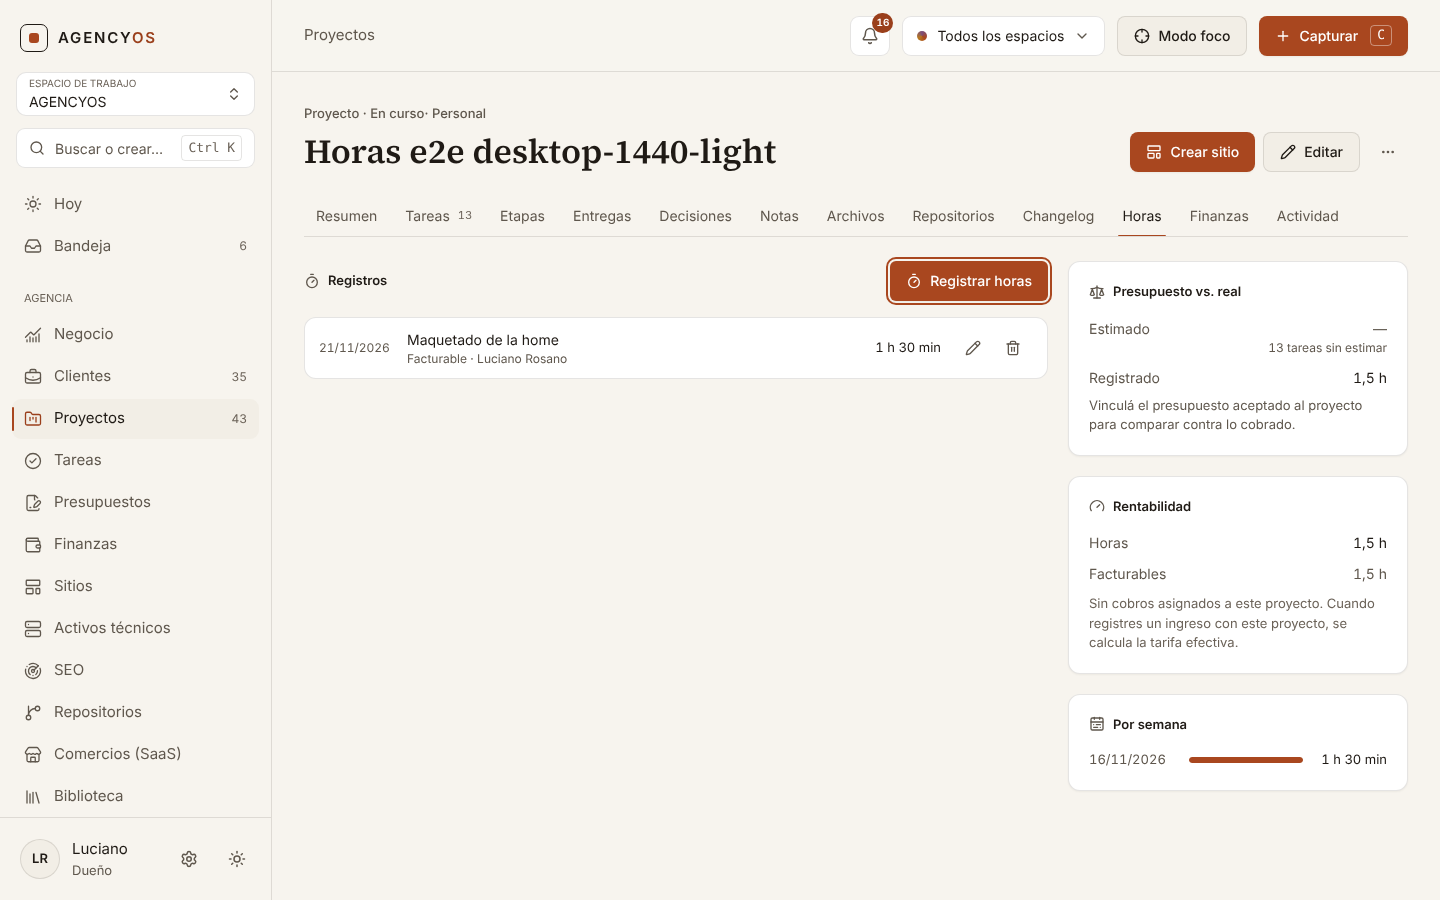 AGENCYOS
ESPACIO DE TRABAJO
AGENCYOS
Buscar o crear... Ctrl K
Hoy
Bandeja 6
AGENCIA
Negocio
Clientes 35
Proyectos 43
Tareas
Presupuestos
Finanzas
Sitios
Activos técnicos
SEO
Repositorios
Comercios (SaaS)
Biblioteca
LR
Luciano
Dueño
Proyectos
16
Todos los espacios
Modo foco
Capturar C
Proyecto · En curso· Personal
Horas e2e desktop-1440-light
Crear sitio
Editar
Resumen Tareas 13 Etapas Entregas Decisiones Notas Archivos Repositorios Changelog Horas Finanzas Actividad
Registros
Registrar horas
21/11/2026
Maquetado de la home
Facturable · Luciano Rosano
1 h 30 min
Presupuesto vs. real
Estimado —
13 tareas sin estimar
Registrado 1,5 h
Vinculá el presupuesto aceptado al proyecto
para comparar contra lo cobrado.
Rentabilidad
Horas 1,5 h
Facturables 1,5 h
Sin cobros asignados a este proyecto. Cuando
registres un ingreso con este proyecto, se
calcula la tarifa efectiva.
Por semana
16/11/2026 1 h 30 min